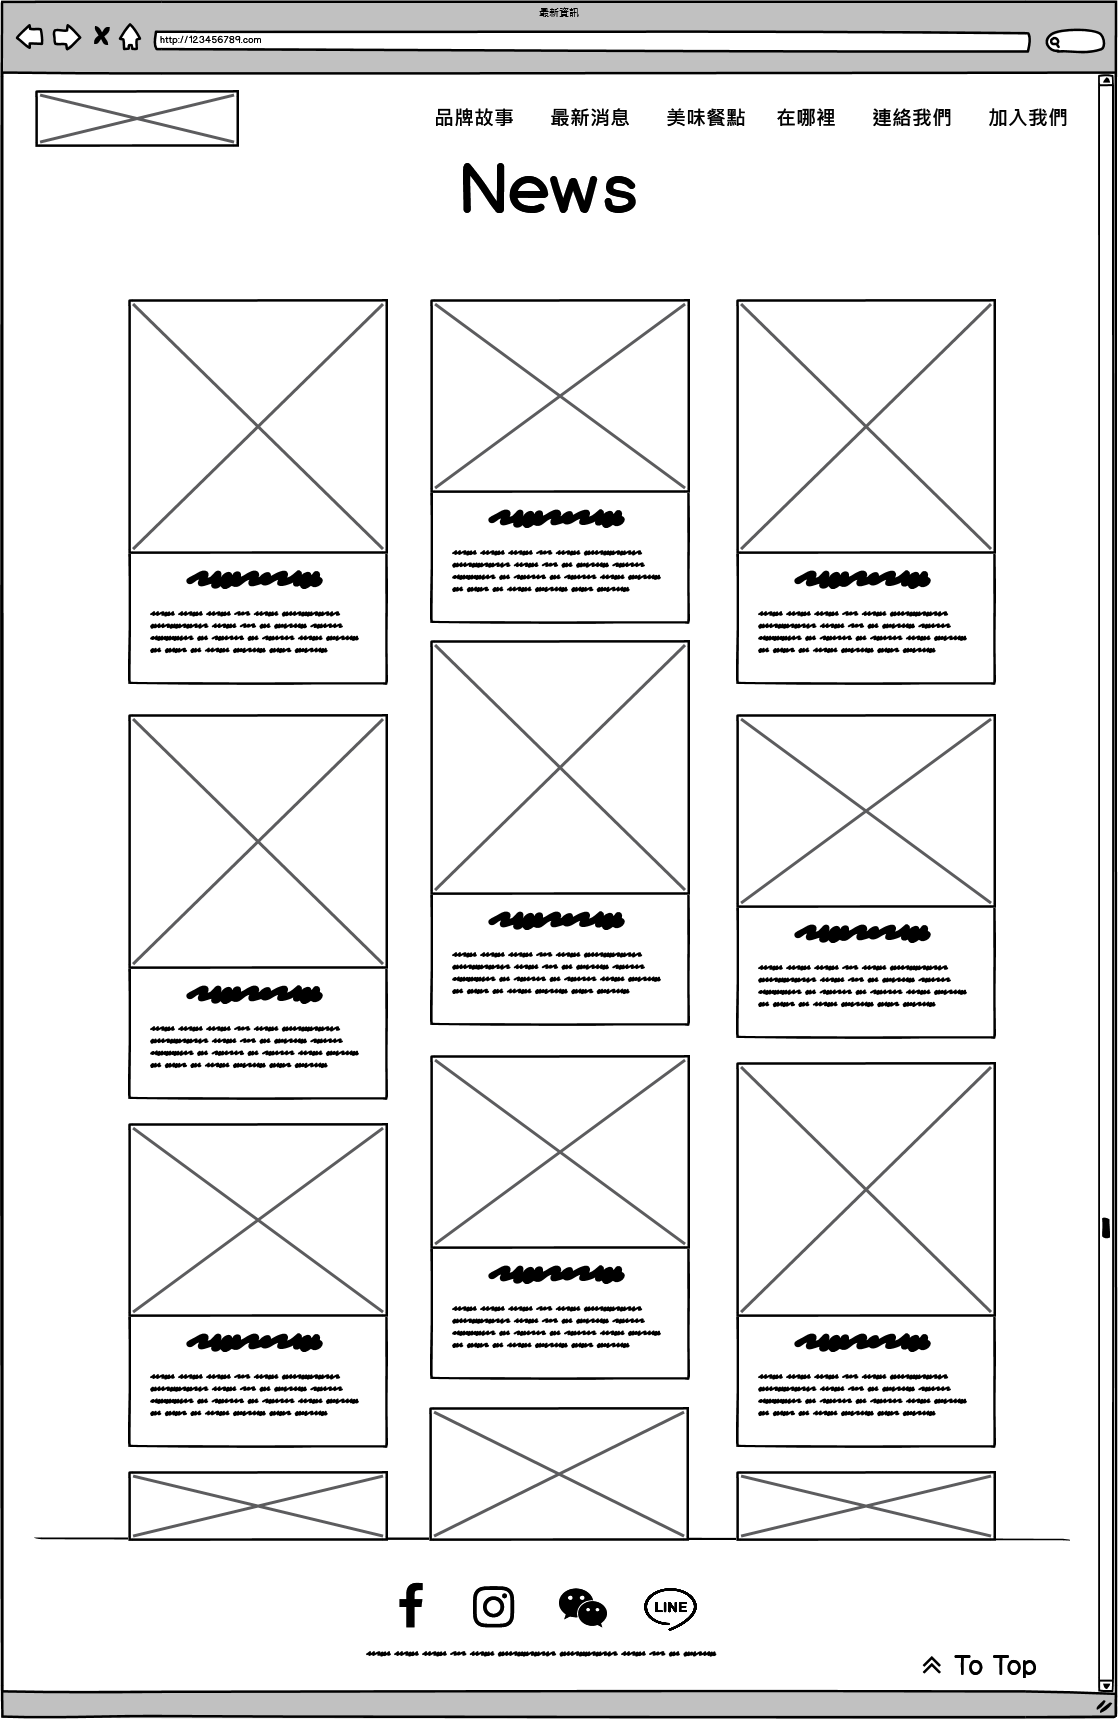 最新資訊
http://123456789.com
品牌故事 最新消息 美味餐點 在哪裡 連絡我們 加入我們
News
LINE
To Top